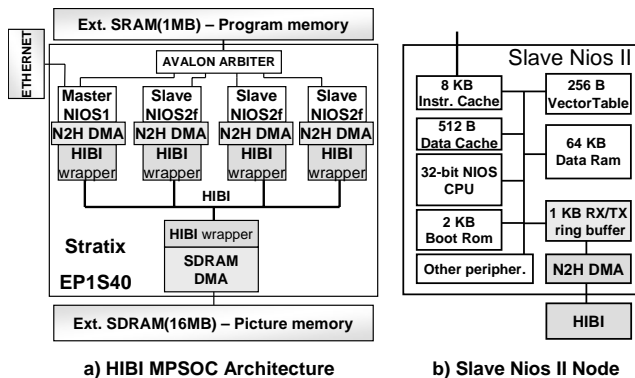 Ext. SRAM(1MB) – Program memory
ETHERNET
AVALON ARBITER
Master
NIOS1
N2H DMA
HIBI
wrapper
Slave
NIOS2f
N2H DMA
HIBI
wrapper
Slave
NIOS2f
N2H DMA
HIBI
wrapper
Slave
NIOS2f
N2H DMA
HIBI
wrapper
HIBI
HIBI wrapper
SDRAM
DMA
Stratix
EP1S40
Ext. SDRAM(16MB) – Picture memory
a) HIBI MPSOC Architecture
Slave Nios II
8 KB
Instr. Cache
512 B
Data Cache
32-bit NIOS
CPU
2 KB
Boot Rom
Other peripher.
256 B
VectorTable
64 KB
Data Ram
1 KB RX/TX
ring buffer
N2H DMA
HIBI
b) Slave Nios II Node